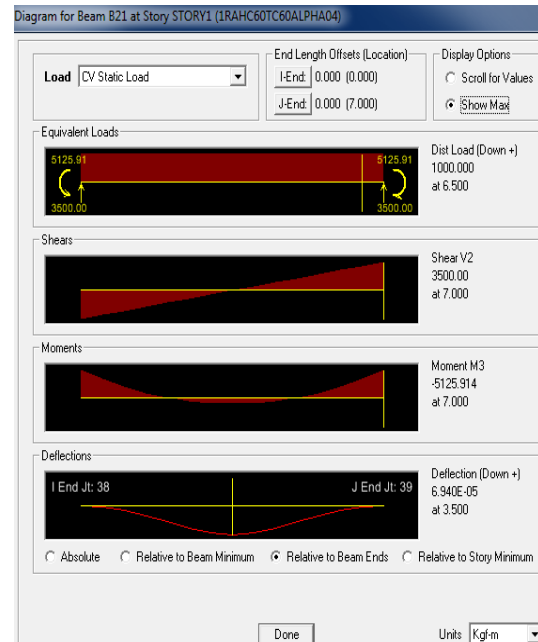 Diagram for Beam B21 at Story STORY1 (1RAHC60TC60ALPHA04)
Load CV Static Load
End Length Offsets (Location)
I-End: 0.000 (0.000)
J-End: 0.000 (7.000)
Display Options
Scroll for Values
Show Max
Equivalent Loads
5125.91 5125.91
3500.00 3500.00
Dist Load (Down +)
1000.000
at 6.500
Shears
Shear V2
3500.00
at 7.000
Moments
Moment M3
-5125.914
at 7.000
Deflections
I End Jt: 38 J End Jt: 39
Deflection (Down +)
6.940E-05
at 3.500
Absolute Relative to Beam Minimum Relative to Beam Ends Relative to Story Minimum
Done Units Kgf-m